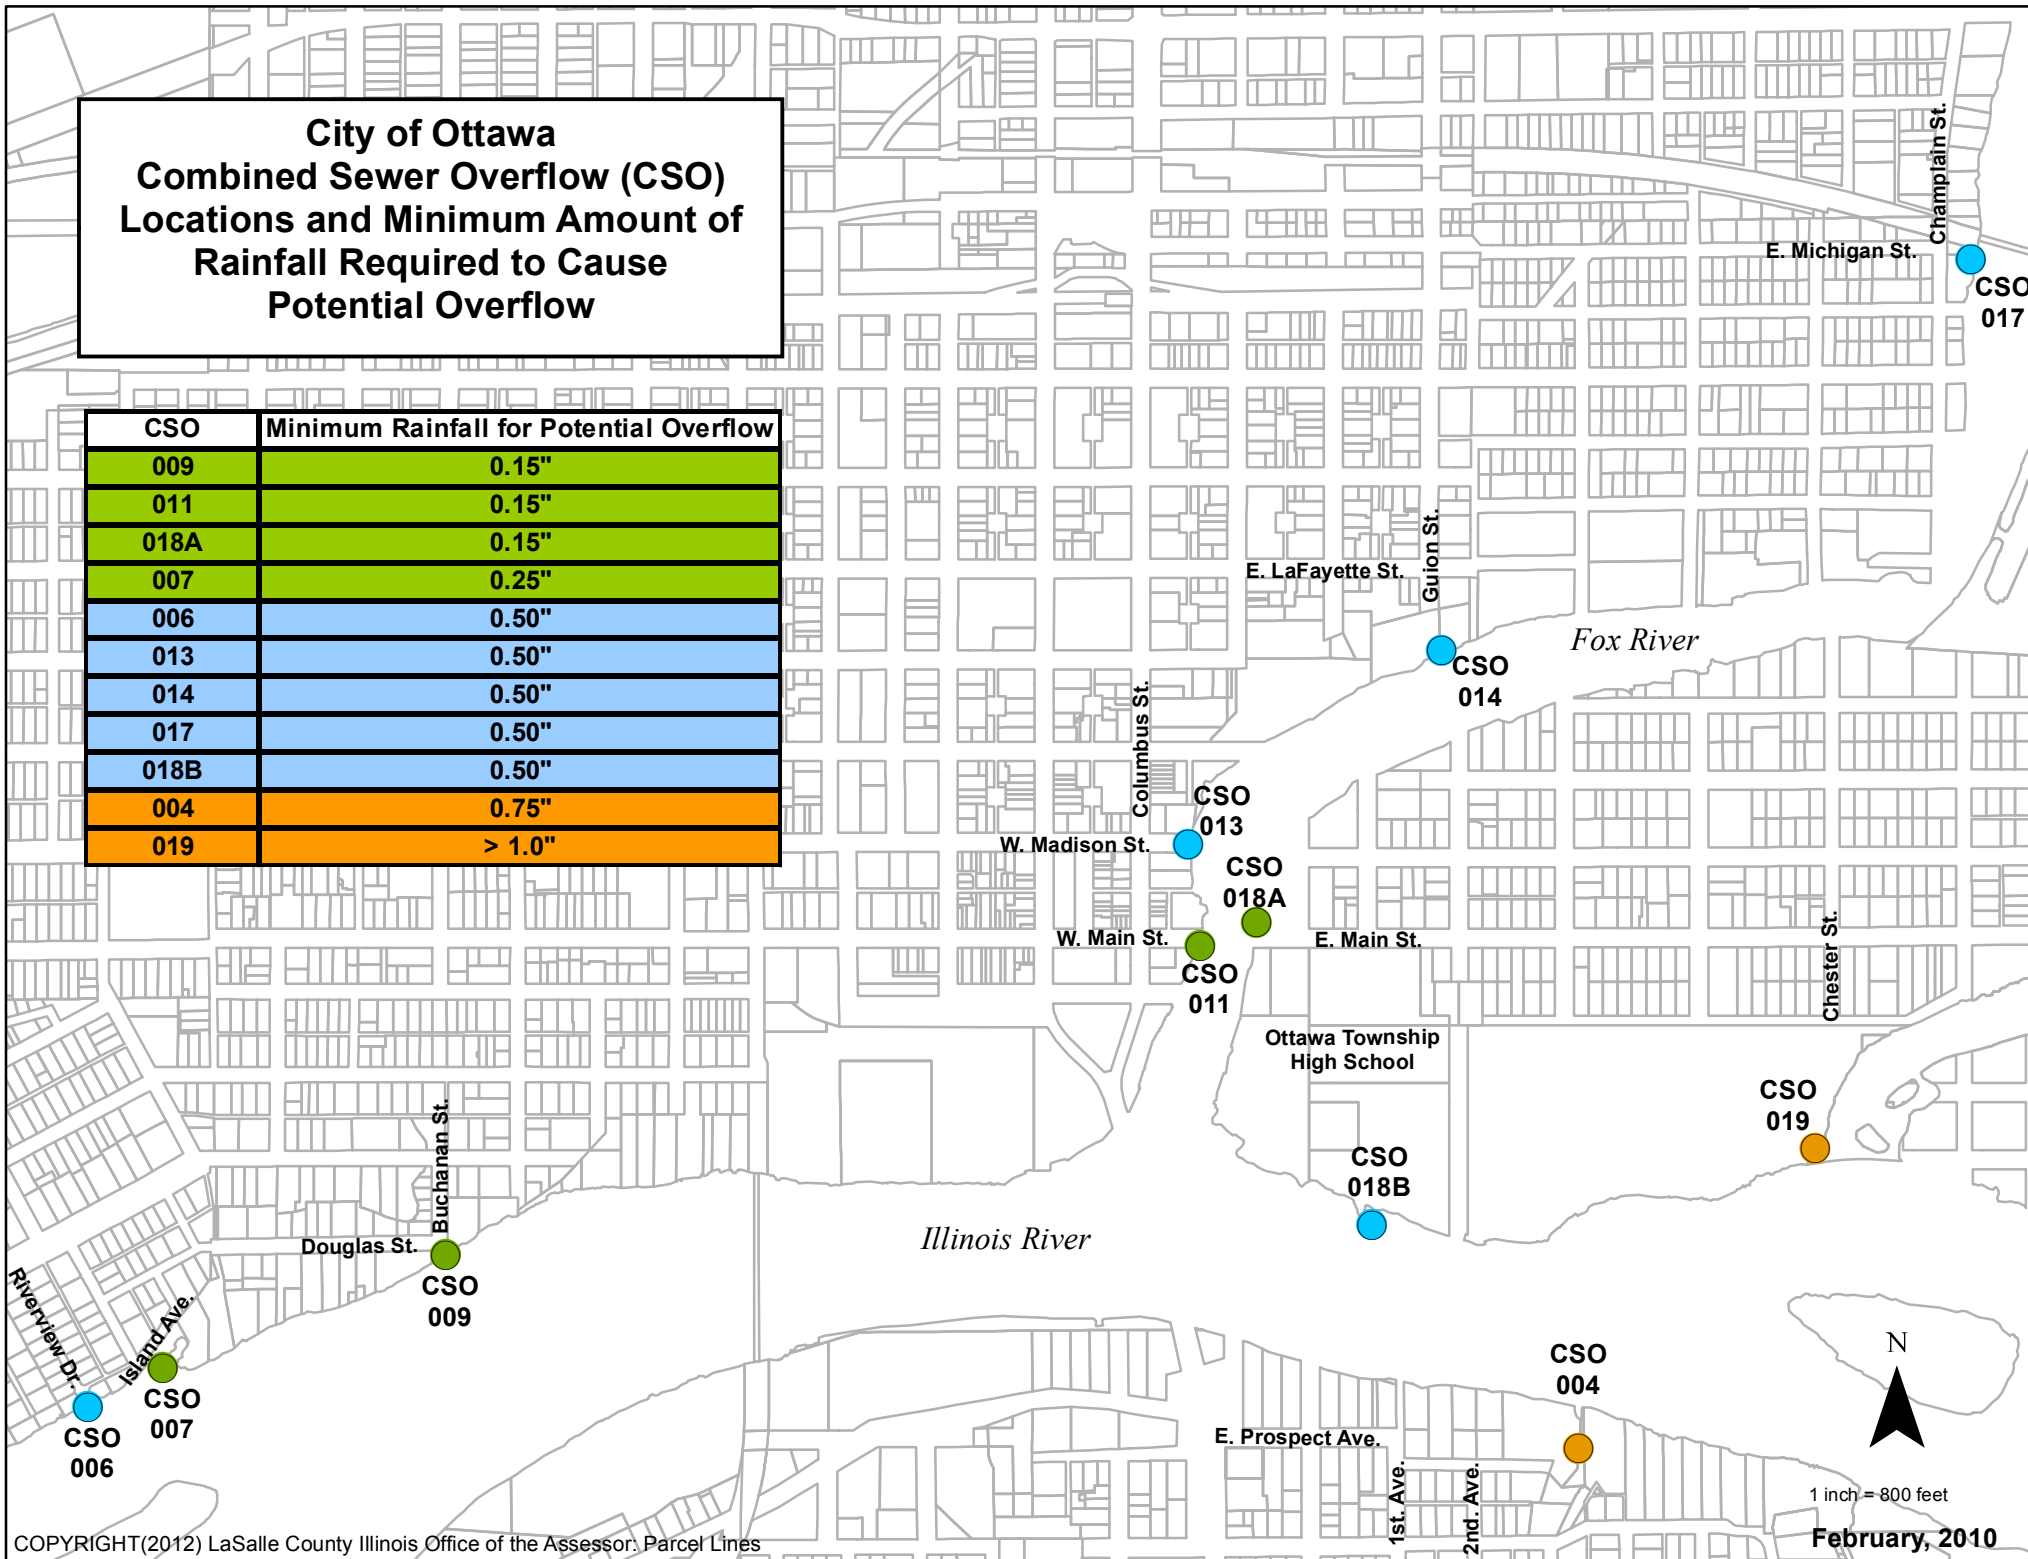 City of Ottawa
Combined Sewer Overflow (CSO)
Locations and Minimum Amount of
Rainfall Required to Cause
Potential Overflow
CSO Minimum Rainfall for Potential Overflow
009 0.15"
011 0.15"
018A 0.15"
007 0.25"
006 0.50"
013 0.50"
014 0.50"
017 0.50"
018B 0.50"
004 0.75"
019 > 1.0"
Champlain St.
E. Michigan St.
CSO
017
Guion St.
E. LaFayette St.
Fox River
CSO
014
Columbus St.
CSO
013
W. Madison St.
CSO
018A
W. Main St.
E. Main St.
CSO
011
Chester St.
Ottawa Township
High School
CSO
019
CSO
018B
Buchanan St.
Illinois River
Douglas St.
CSO
009
Riverview Dr.
Island Ave.
CSO
007
CSO
006
CSO
004
E. Prospect Ave.
1st. Ave.
2nd. Ave.
N
1 inch = 800 feet
February, 2010
COPYRIGHT(2012) LaSalle County Illinois Office of the Assessor: Parcel Lines